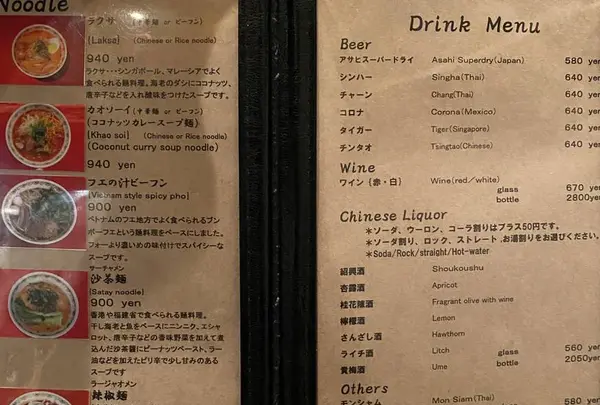 Noodle
ラクサ (中華麺 or ビーフン)
[Laksa] (Chinese or Rice noodle)
940 yen
ラクサ・・・シンガポール、マレーシアでよく
食べられる麺料理。海老のダシにココナッツ、
唐辛子などを入れ酸味をつけたスープです。
カオソーイ (中華麺 or ビーフン)
(ココナッツカレースープ麺)
[Khao soi] (Chinese or Rice noodle)
(Coconut curry soup noodle)
940 yen
フエの汁ビーフン
[Vietnam style spicy pho]
900 yen
ベトナムのフエ地方でよく食べられるブン
ボーフエという麺料理をベースにしました。
フォーより濃いめの味付けでスパイシーな
スープです。
サーチャメン
沙茶麺
[Satay noodle]
900 yen
香港や福建省で食べられる麺料理。
干し海老と魚をベースにニンニク、エシャ
ロット、唐辛子などの香味野菜を加えて煮
込んだ沙茶醤にピーナッツペースト、ラー
油などを加えたピリ辛で少し甘みのある
スープです
ラージャオメン
辣椒麺
Drink Menu
Beer
アサヒスーパードライ Asahi Superdry(Japan) 580 yen
シンハー Singha(Thai) 640 yen
チャーン Chang(Thai) 640 yen
コロナ Corona(Mexico) 640 yen
タイガー Tiger(Singapore) 640 yen
チンタオ Tsingtao(Chinese) 640 yen
Wine
ワイン (赤・白) Wine(red/white)
glass 670 yen
bottle 2800yen
Chinese Liquor
*ソーダ、ウーロン、コーラ割りはプラス50円です。
*ソーダ割り、ロック、ストレート、お湯割りをお選びください。
*Soda/Rock/straight/Hot-water
紹興酒 Shoukoushu
杏露酒 Apricot
桂花陳酒 Fragrant olive with wine
檸檬酒 Lemon
さんざし酒 Hawthorn
ライチ酒 Litch glass 560 yen
黄梅酒 Ume bottle 2050yen
Others
モンシャム Mon Siam(Thai) 580 yen